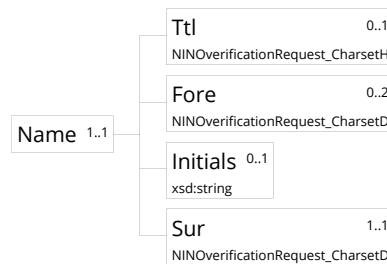 Ttl 0..1
NINOverificationRequest_CharsetH
Fore 0..2
NINOverificationRequest_CharsetD
Name 1..1
Initials 0..1
xsd:string
Sur 1..1
NINOverificationRequest_CharsetD